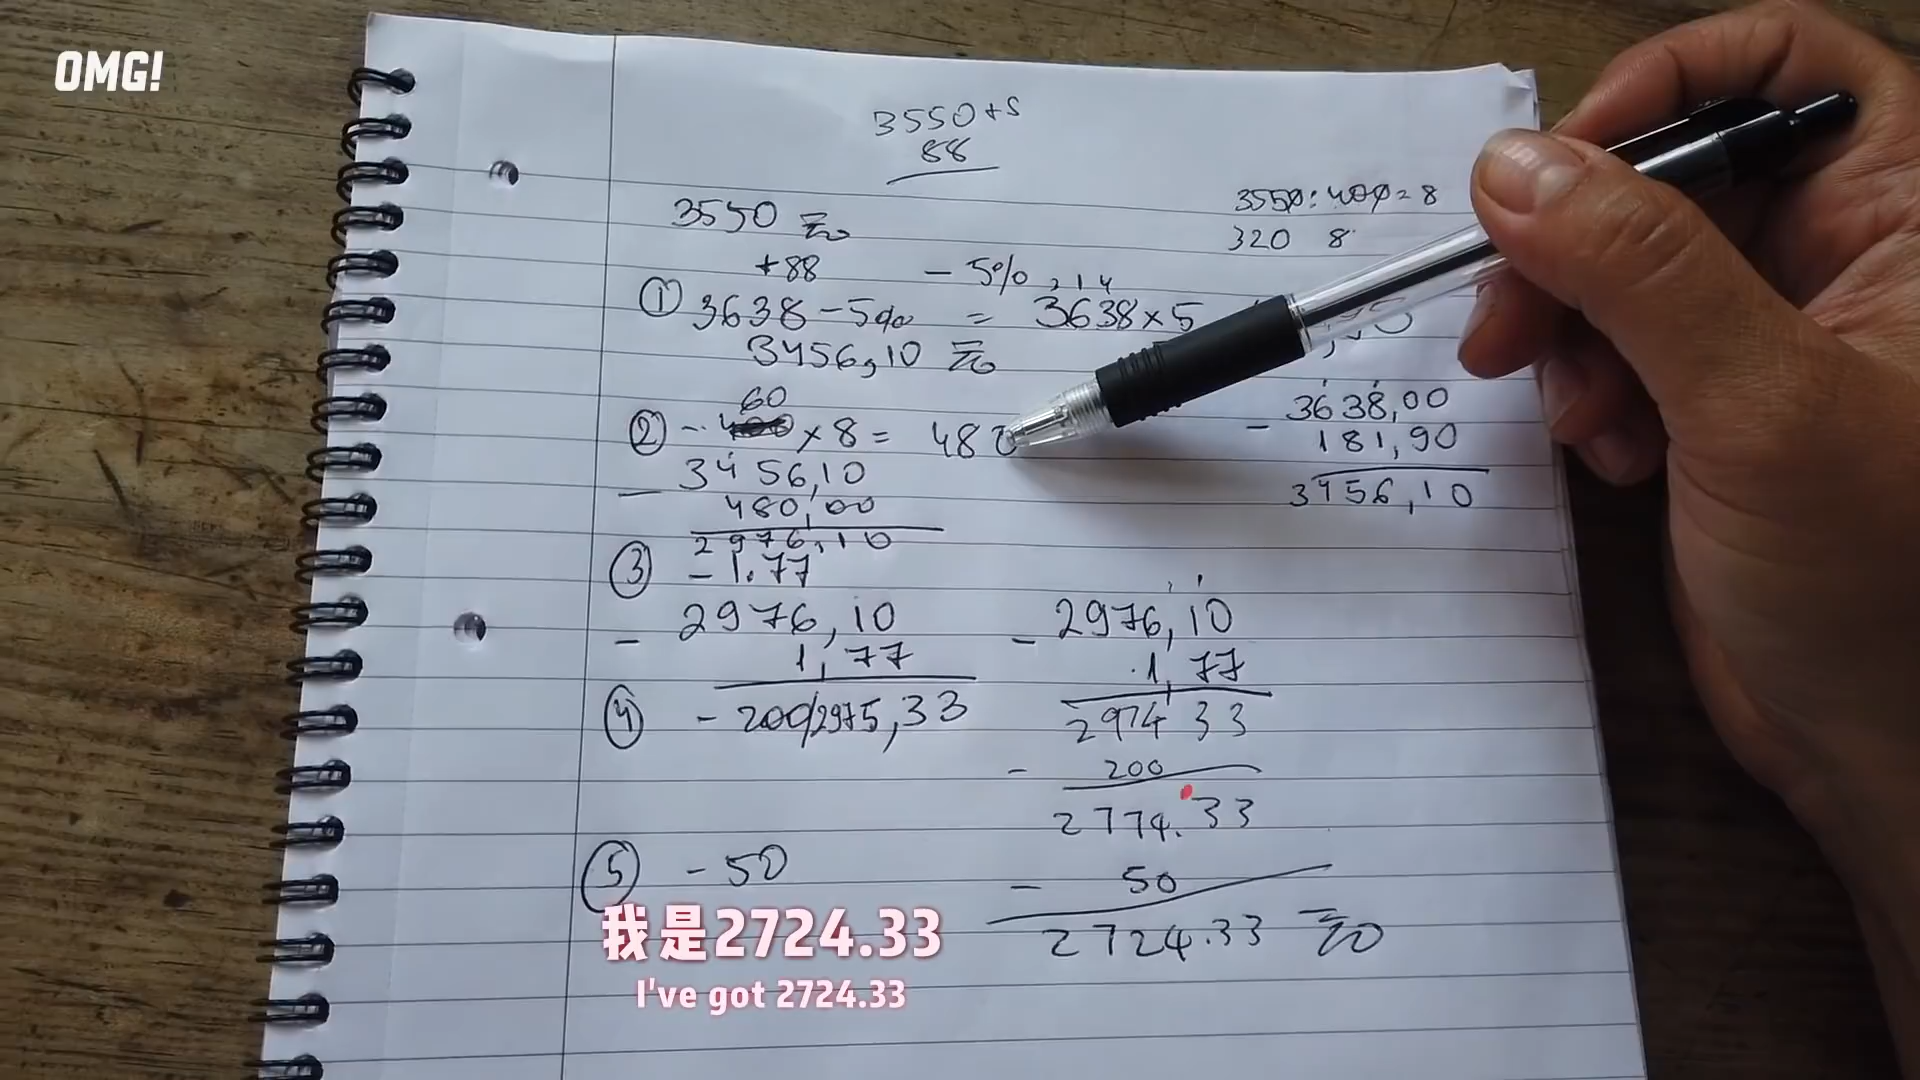 OMG!
3550+5
88
3550 zł
+88 - 5%
3550:400=8
320 8
① 3638-5% = 3638×5
3456,10 zł
60
② - 400 × 8 = 480
3456,10
- 480,00
2976,10
- 3638,00
181,90
3456,10
③ - 1.77
- 2976,10
1,77
④ - 200/2975,33
- 2976,10
1,77
2974 33
- 200
2774.33
⑤ - 50
- 50
2724.33 zł
我是2724.33
I've got 2724.33